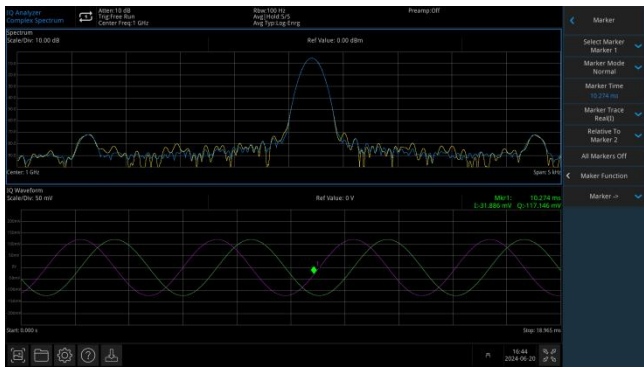 IQ Analyzer
Complex Spectrum
Atten:10 dB
Trig:Free Run
Center Freq:1 GHz
Rbw:100 Hz
Avg|Hold:5/5
Avg Typ:Log-Entrg
Preamp:Off
Spectrum
Scale/Div: 10.00 dB
Ref Value: 0.00 dBm
Center: 1 GHz
Span: 5 kHz
IQ Waveform
Scale/Div: 50 mV
Ref Value: 0 V
Mkr1: 10.274 ms
I:-31.886 mV Q:-117.146 mV
1
Start: 0.000 s
Stop: 18.965 ms
16:44
2024-06-20
Marker
Select Marker
Marker 1
Marker Mode
Normal
Marker Time
10.274 ms
Marker Trace
Real(I)
Relative To
Marker 2
All Markers Off
Maker Function
Marker ->